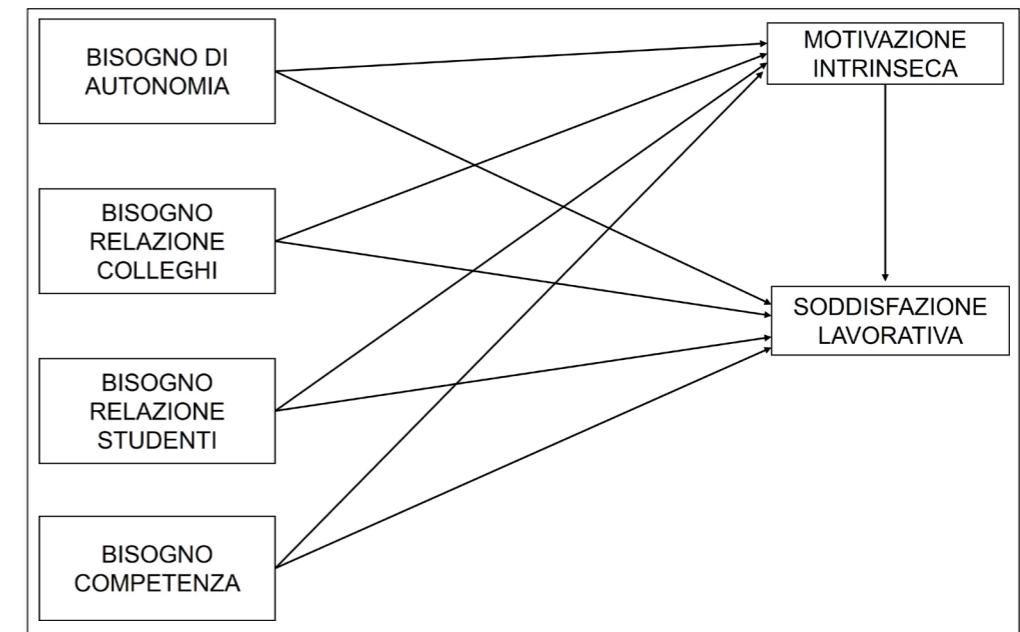 BISOGNO DI
AUTONOMIA
BISOGNO
RELAZIONE
COLLEGHI
BISOGNO
RELAZIONE
STUDENTI
BISOGNO
COMPETENZA
MOTIVAZIONE
INTRINSECA
SODDISFAZIONE
LAVORATIVA